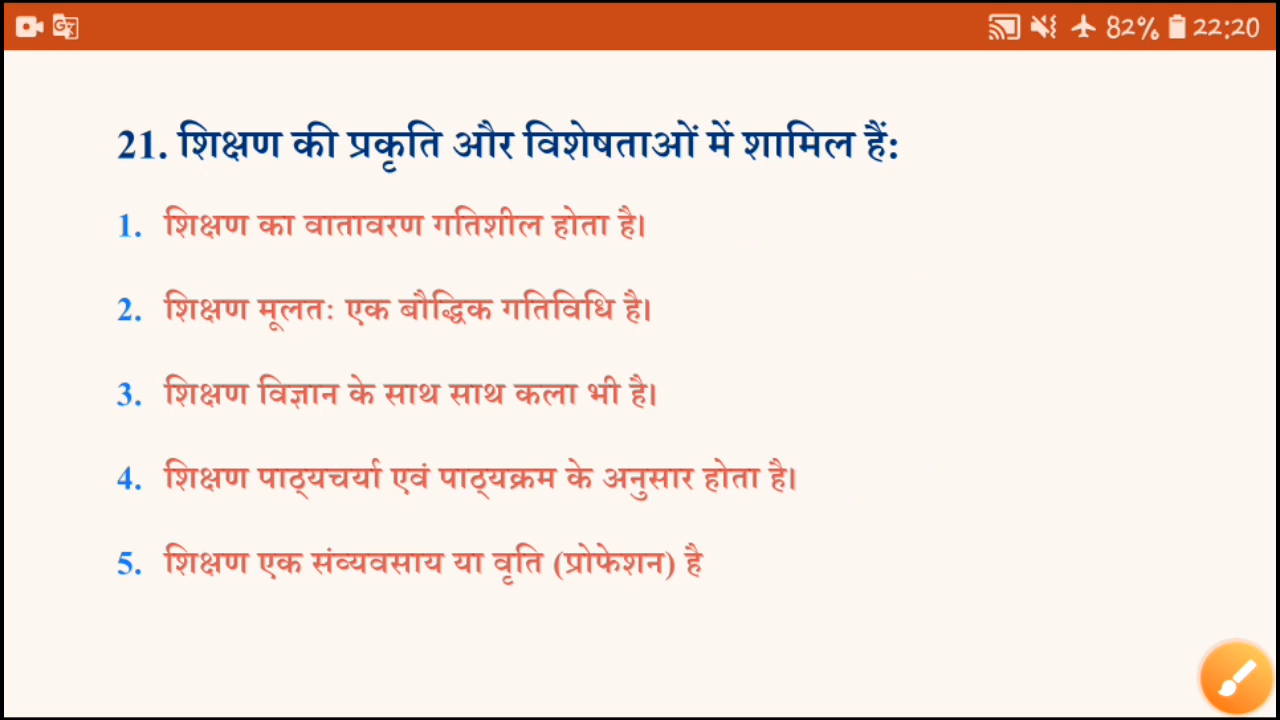 82% 22:20
21. शिक्षण की प्रकृति और विशेषताओं में शामिल हैं:
1. शिक्षण का वातावरण गतिशील होता है।
2. शिक्षण मूलतः एक बौद्धिक गतिविधि है।
3. शिक्षण विज्ञान के साथ साथ कला भी है।
4. शिक्षण पाठ्यचर्या एवं पाठ्यक्रम के अनुसार होता है।
5. शिक्षण एक संव्यवसाय या वृति (प्रोफेशन) है